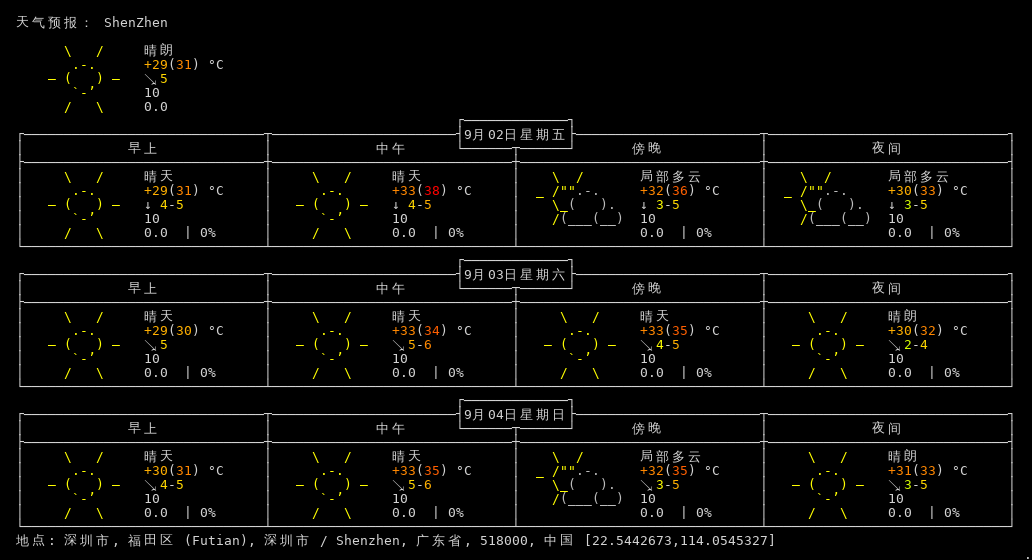 天气预报： ShenZhen
晴朗
+29(31) °C
↘5
10
0.0
9月02日星期五
早上 中午 傍晚 夜间
晴天 晴天 局部多云 局部多云
+29(31) °C +33(38) °C +32(36) °C +30(33) °C
↓ 4-5 ↓ 4-5 ↓ 3-5 ↓ 3-5
10 10 10 10
0.0 | 0% 0.0 | 0% 0.0 | 0% 0.0 | 0%
9月03日星期六
早上 中午 傍晚 夜间
晴天 晴天 晴天 晴朗
+29(30) °C +33(34) °C +33(35) °C +30(32) °C
↘5 ↘5-6 ↘4-5 ↘2-4
10 10 10 10
0.0 | 0% 0.0 | 0% 0.0 | 0% 0.0 | 0%
9月04日星期日
早上 中午 傍晚 夜间
晴天 晴天 局部多云 晴朗
+30(31) °C +33(35) °C +32(35) °C +31(33) °C
↘4-5 ↘5-6 ↘3-5 ↘3-5
10 10 10 10
0.0 | 0% 0.0 | 0% 0.0 | 0% 0.0 | 0%
地点: 深圳市, 福田区 (Futian), 深圳市 / Shenzhen, 广东省, 518000, 中国 [22.5442673,114.0545327]